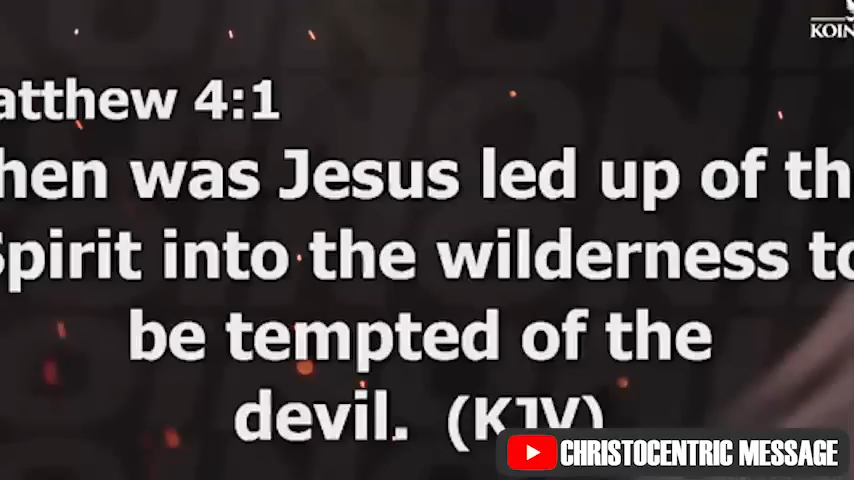 KOIN
atthew 4:1
hen was Jesus led up of th
Spirit into the wilderness to
be tempted of the
devil. (KJV)
CHRISTOCENTRIC MESSAGE